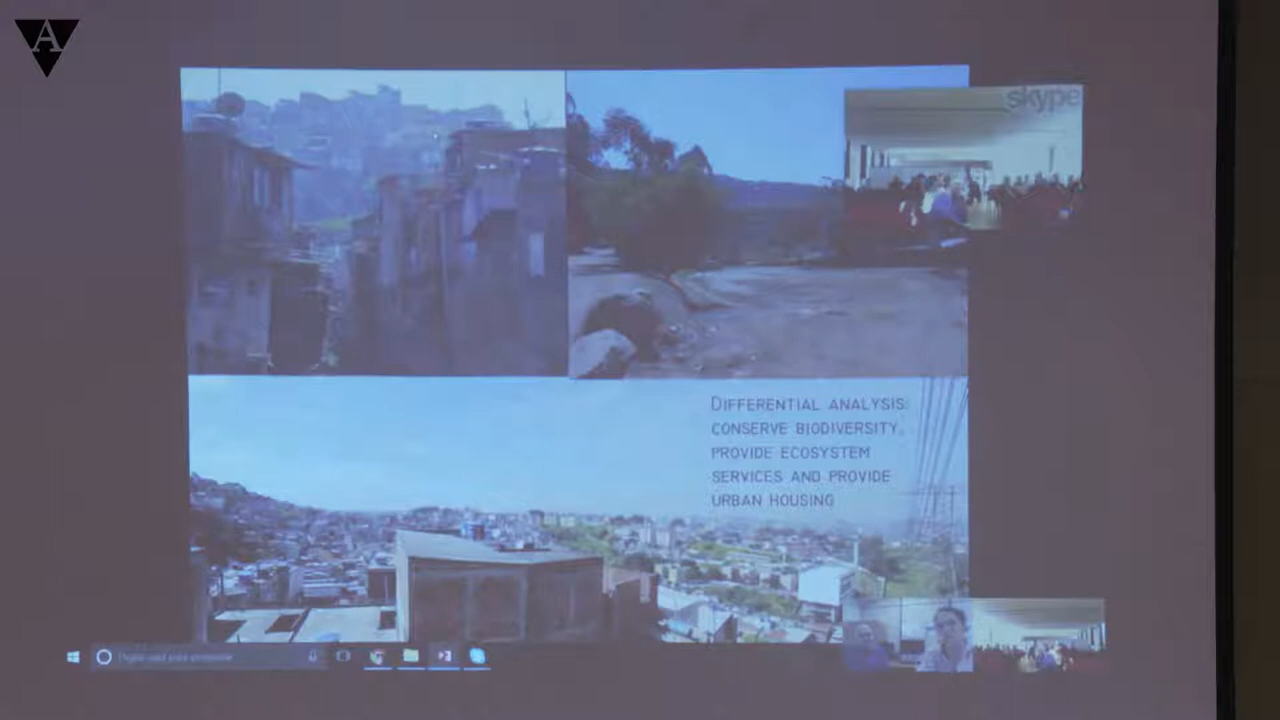 A
skype
DIFFERENTIAL ANALYSIS:
CONSERVE BIODIVERSITY,
PROVIDE ECOSYSTEM
SERVICES AND PROVIDE
URBAN HOUSING